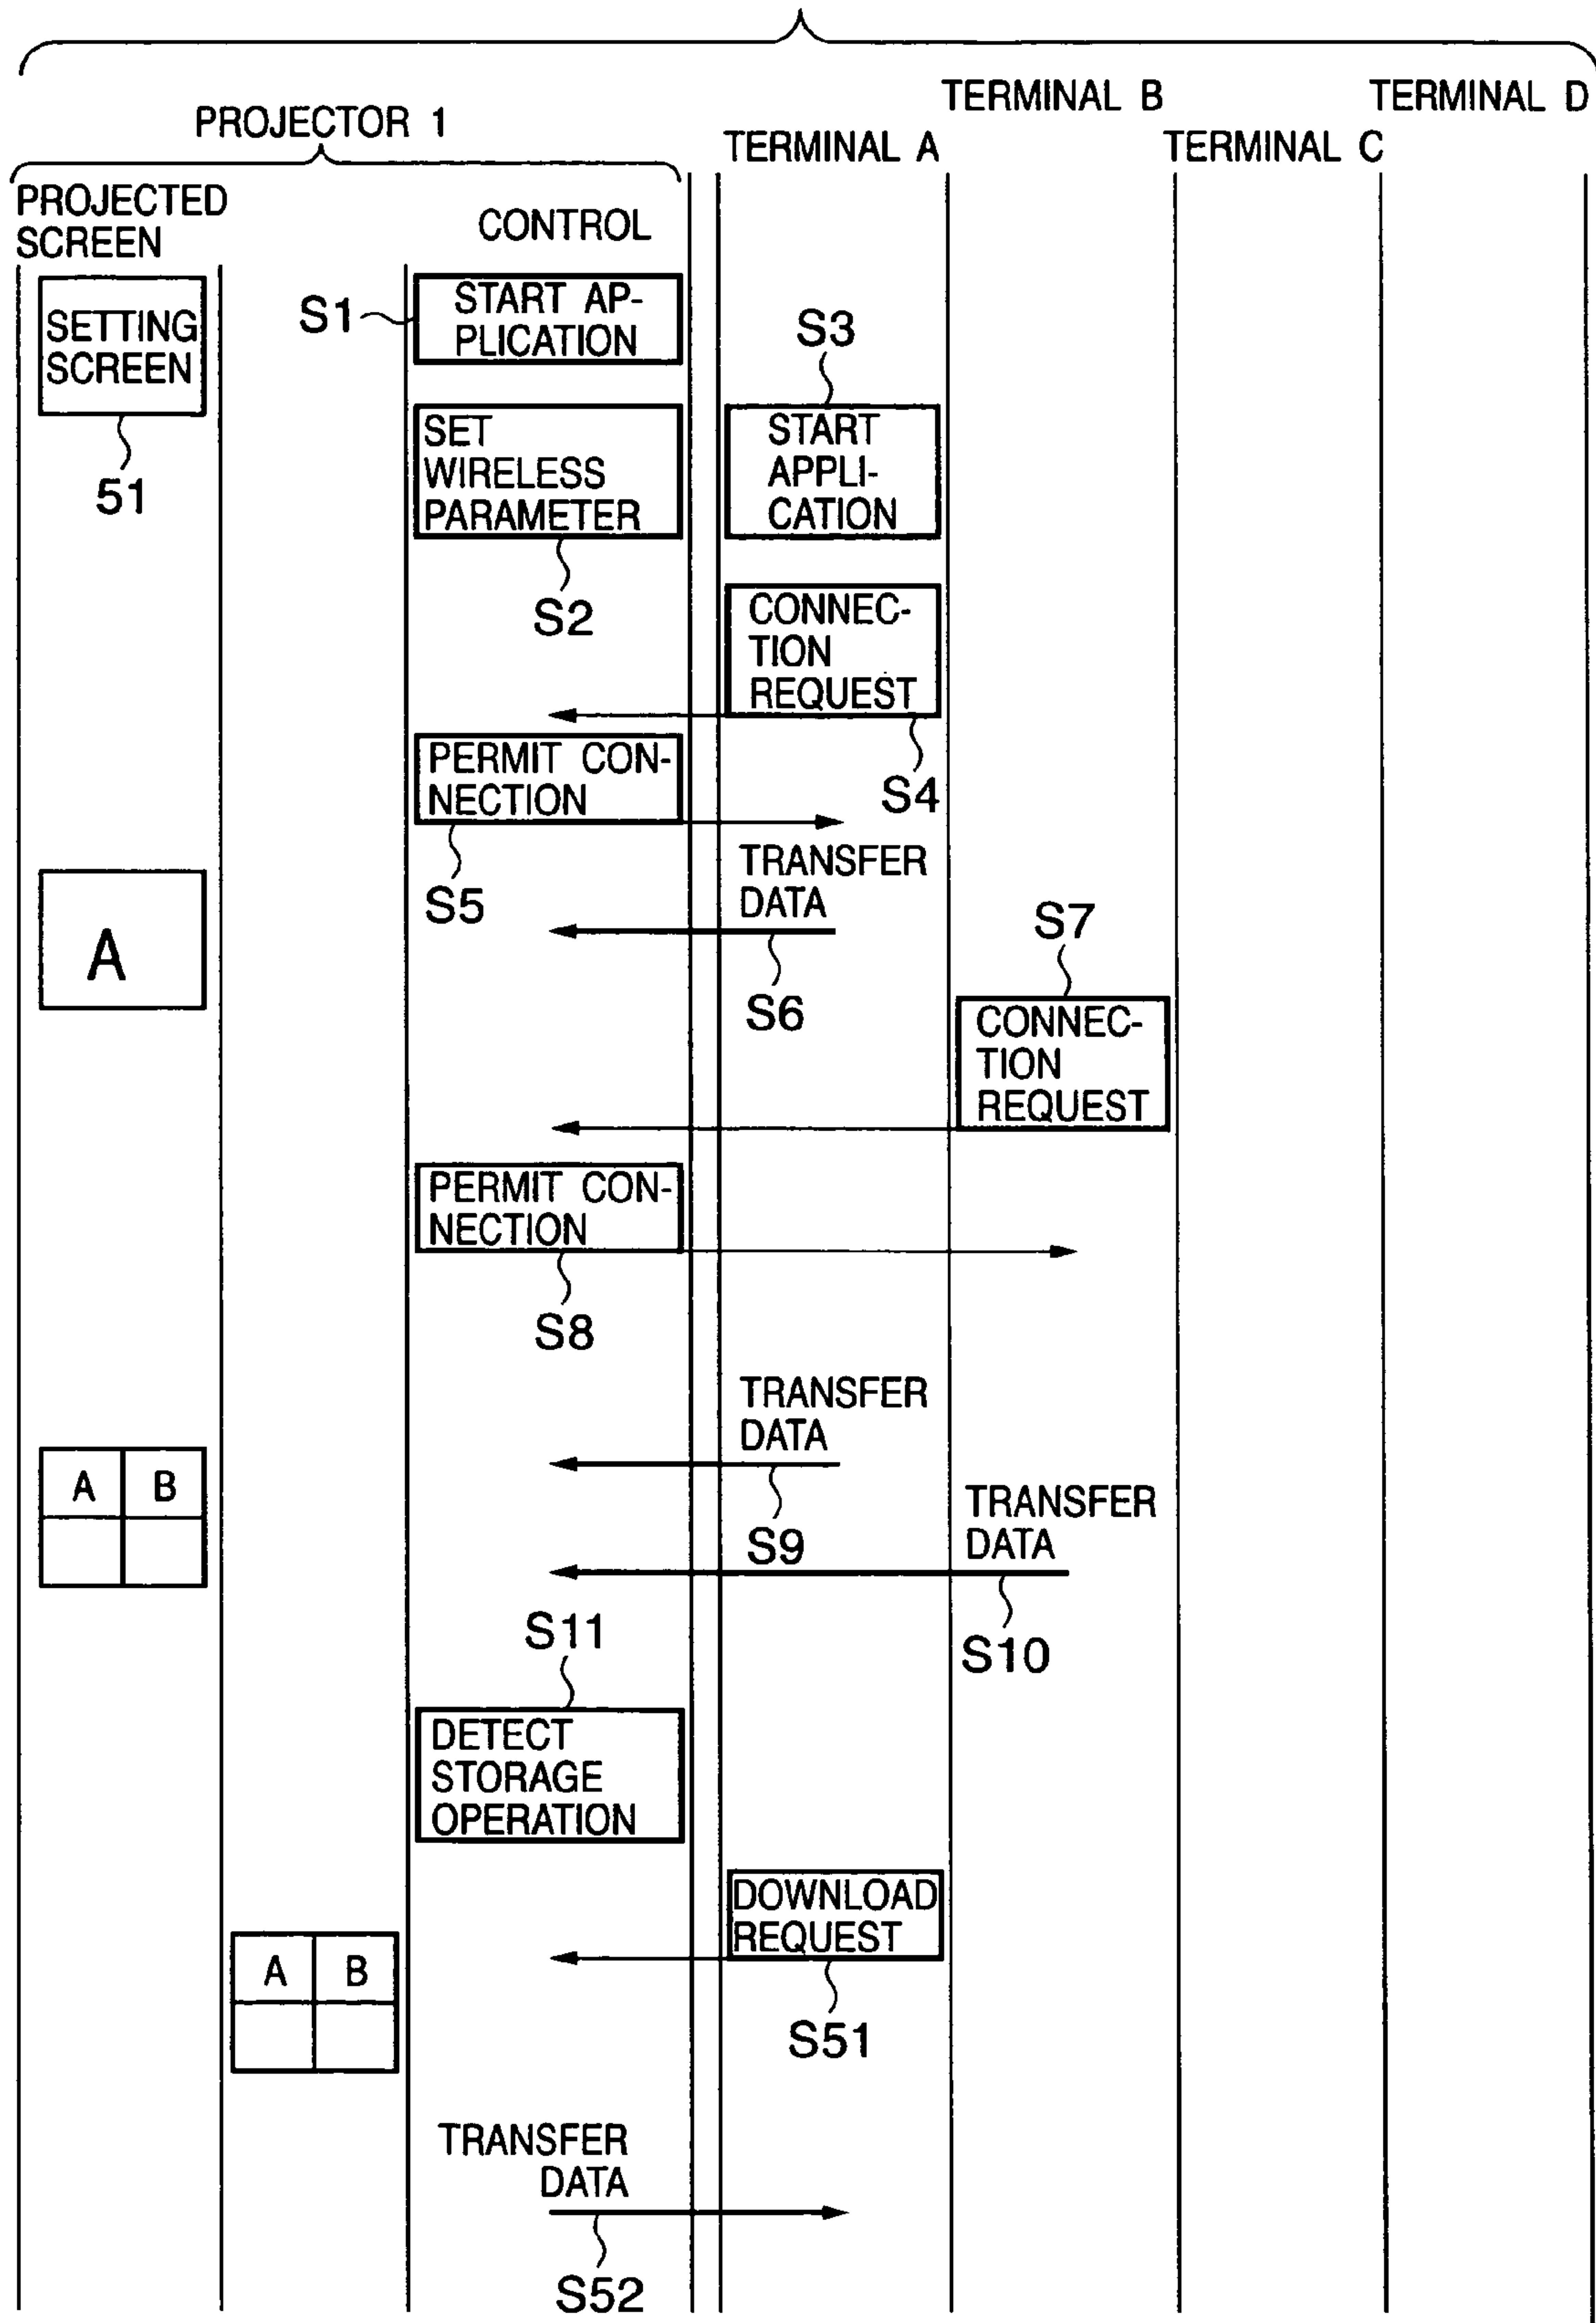 TERMINAL B
TERMINAL D
PROJECTOR 1
TERMINAL A
TERMINAL C
PROJECTED
SCREEN
CONTROL
SETTING
SCREEN
51
S1
START AP-
PLICATION
S3
SET
WIRELESS
PARAMETER
S2
START
APPLI-
CATION
CONNEC-
TION
REQUEST
S4
PERMIT CON-
NECTION
S5
TRANSFER
DATA
S6
A
S7
CONNEC-
TION
REQUEST
PERMIT CON-
NECTION
S8
TRANSFER
DATA
S9
A B
TRANSFER
DATA
S10
S11
DETECT
STORAGE
OPERATION
DOWNLOAD
REQUEST
S51
A B
TRANSFER
DATA
S52